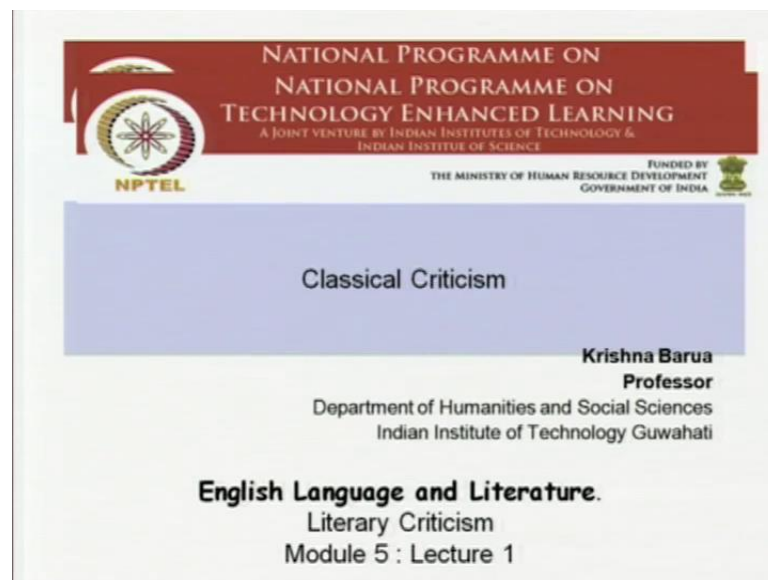 NATIONAL PROGRAMME ON
NATIONAL PROGRAMME ON
TECHNOLOGY ENHANCED LEARNING
A JOINT VENTURE BY INDIAN INSTITUTES OF TECHNOLOGY &
INDIAN INSTITUE OF SCIENCE
NPTEL
FUNDED BY
THE MINISTRY OF HUMAN RESOURCE DEVELOPMENT
GOVERNMENT OF INDIA
Classical Criticism
Krishna Barua
Professor
Department of Humanities and Social Sciences
Indian Institute of Technology Guwahati
English Language and Literature.
Literary Criticism
Module 5 : Lecture 1